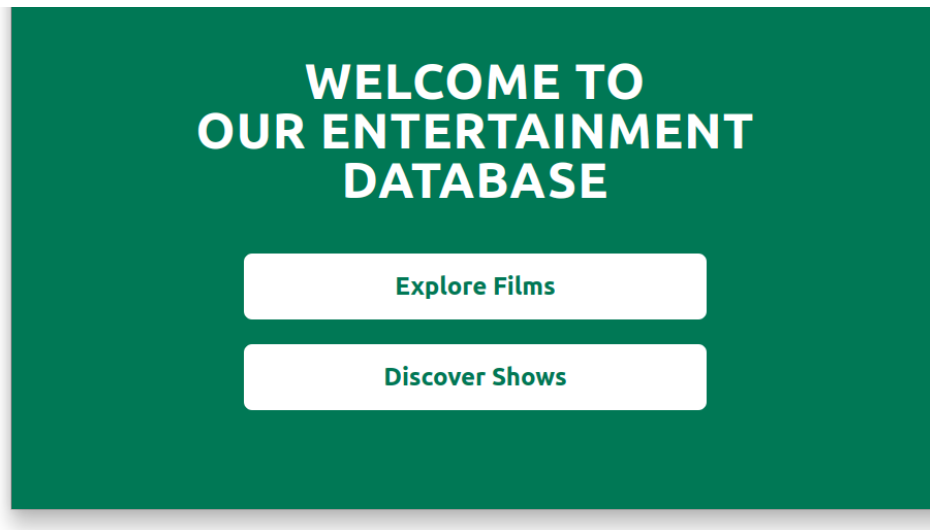 WELCOME TO
OUR ENTERTAINMENT
DATABASE
Explore Films
Discover Shows